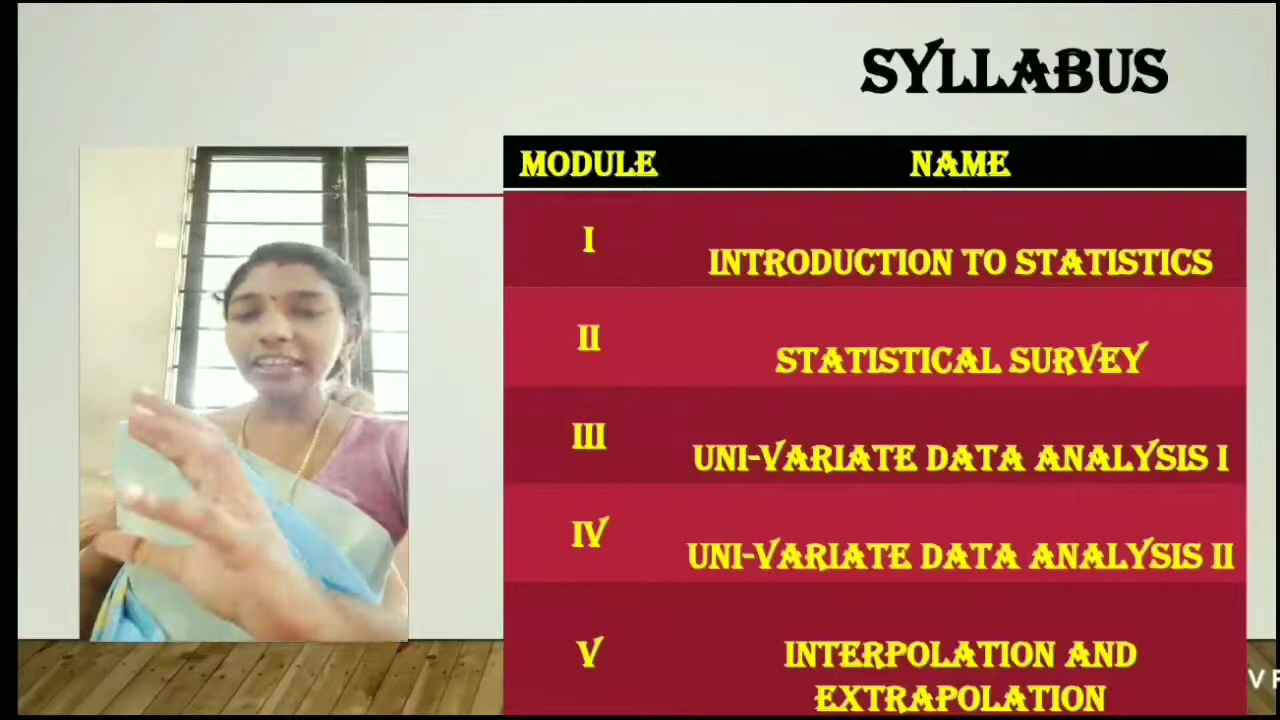 SYLLABUS
MODULE NAME
I INTRODUCTION TO STATISTICS
II STATISTICAL SURVEY
III UNI-VARIATE DATA ANALYSIS I
IV UNI-VARIATE DATA ANALYSIS II
V INTERPOLATION AND
EXTRAPOLATION